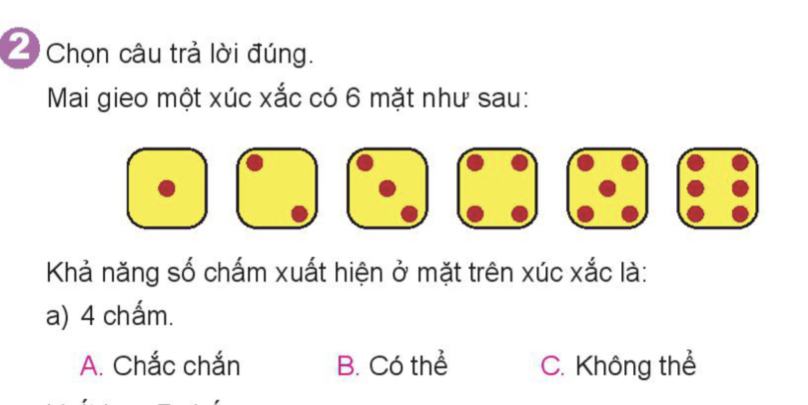 2 Chọn câu trả lời đúng.
Mai gieo một xúc xắc có 6 mặt như sau:
Khả năng số chấm xuất hiện ở mặt trên xúc xắc là:
a) 4 chấm.
A. Chắc chắn B. Có thể C. Không thể